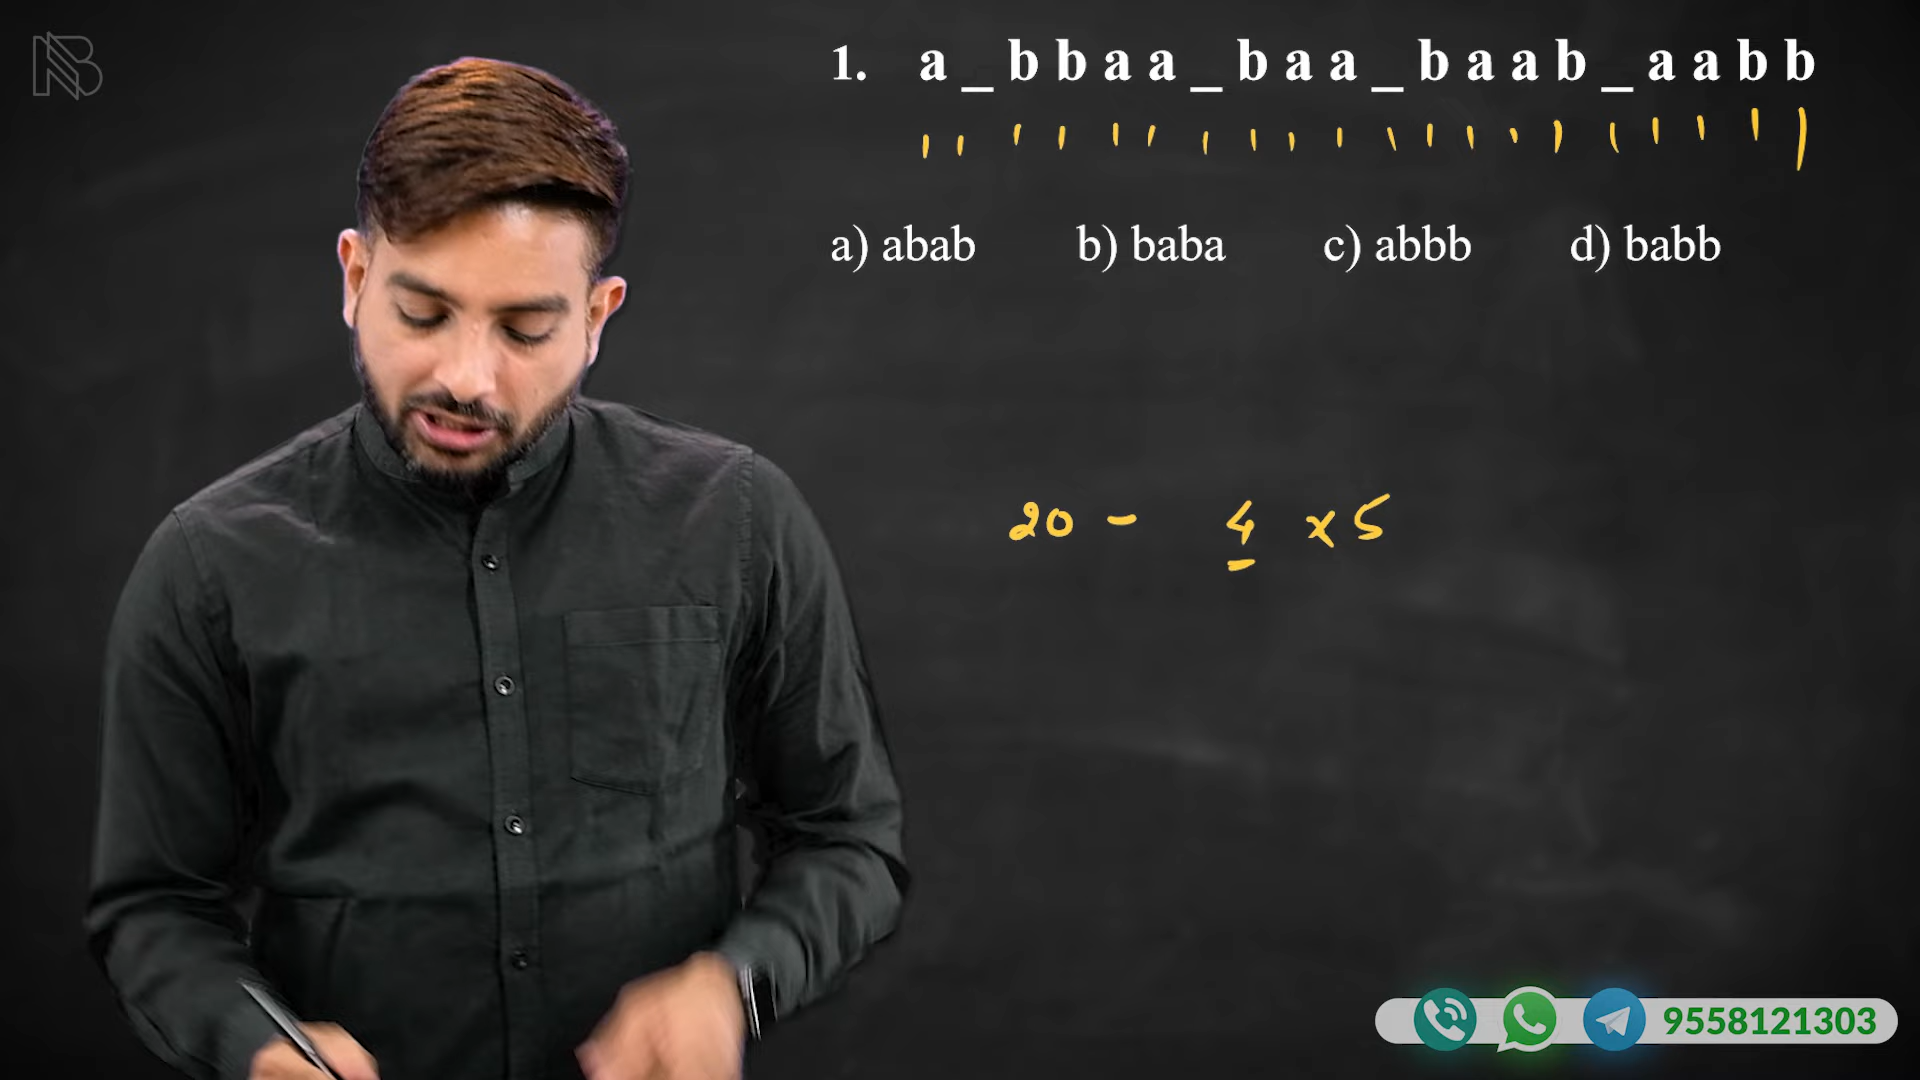 1. a _ b b a a _ b a a _ b a a b _ a a b b
a) abab b) baba c) abbb d) babb
20 - 4 x 5
9558121303